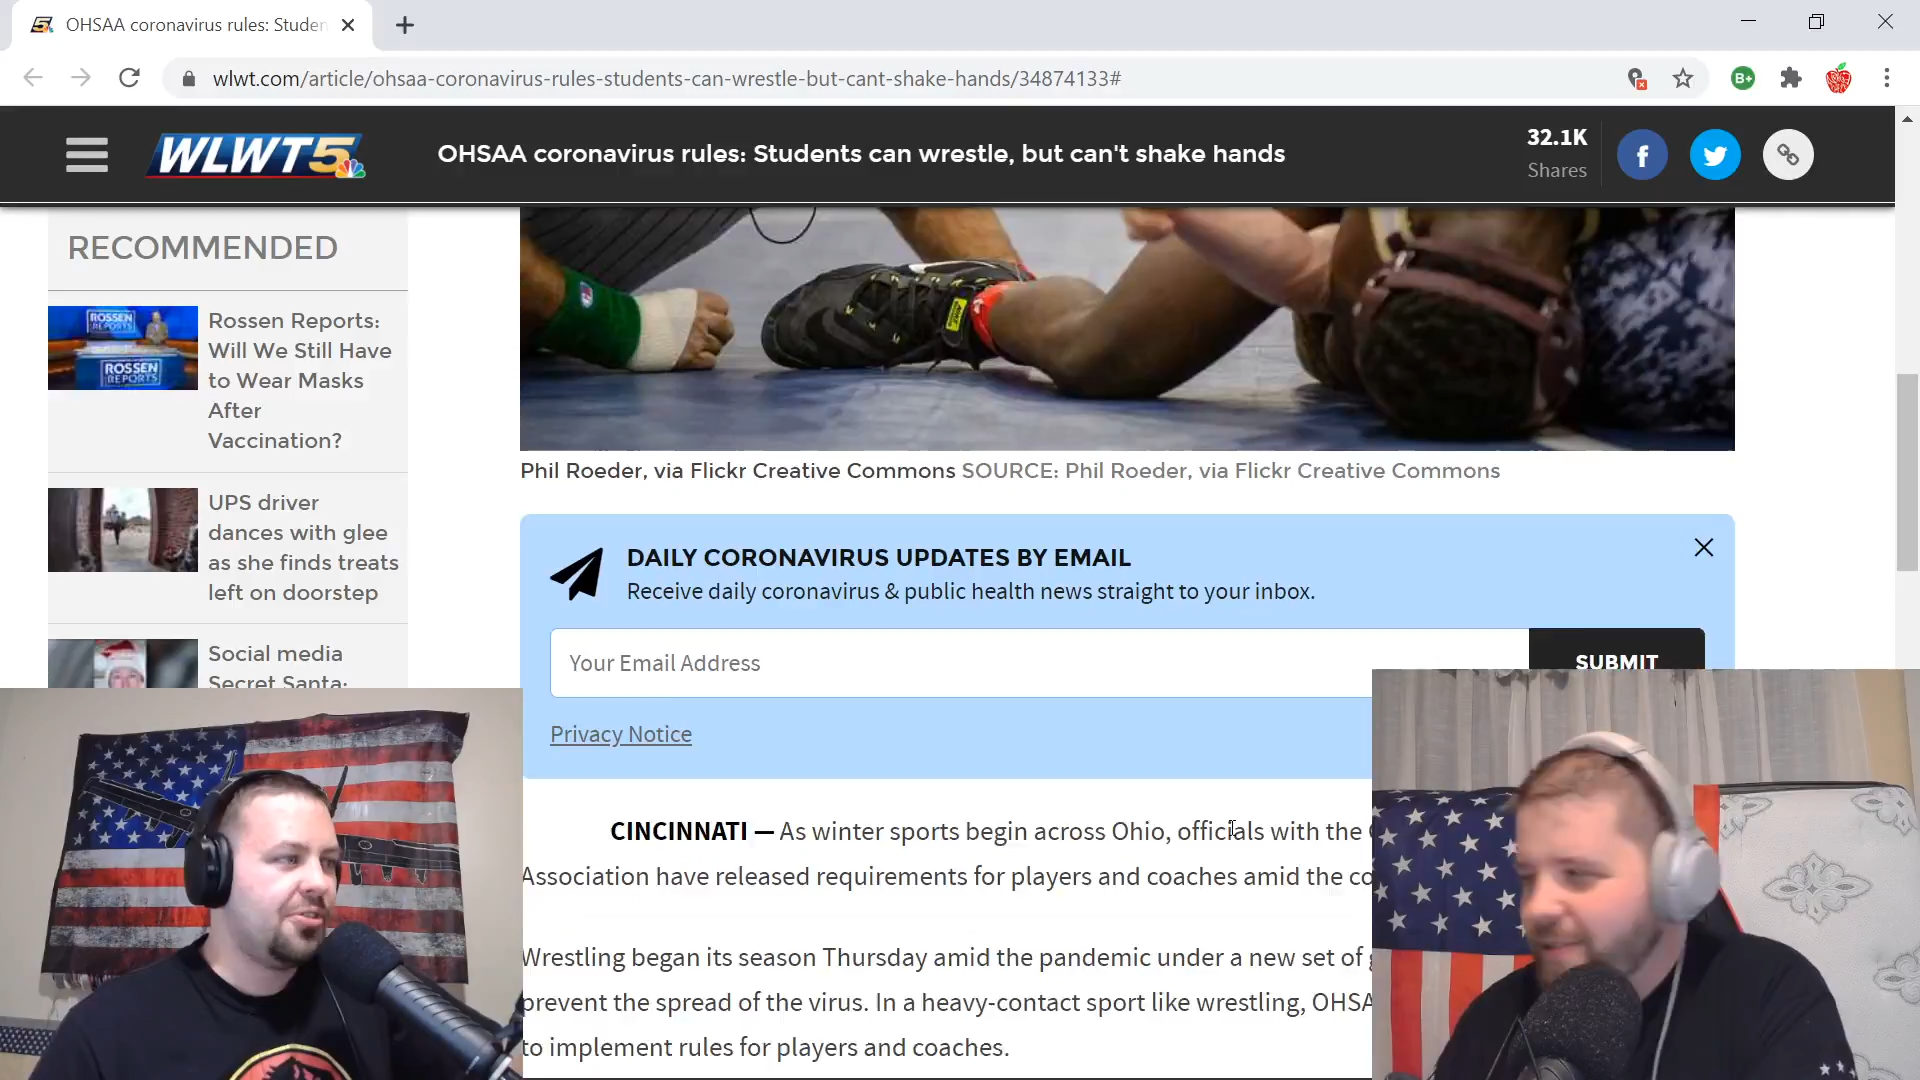 OHSAA coronavirus rules: Studen
wlwt.com/article/ohsaa-coronavirus-rules-students-can-wrestle-but-cant-shake-hands/34874133#
B+
WLWT5
OHSAA coronavirus rules: Students can wrestle, but can't shake hands
32.1K
Shares
RECOMMENDED
ROSSEN
REPORTS
ROSSEN
REPORTS
Rossen Reports:
Will We Still Have
to Wear Masks
After
Vaccination?
UPS driver
dances with glee
as she finds treats
left on doorstep
Social media
Secret Santa:
Phil Roeder, via Flickr Creative Commons SOURCE: Phil Roeder, via Flickr Creative Commons
DAILY CORONAVIRUS UPDATES BY EMAIL
Receive daily coronavirus & public health news straight to your inbox.
Your Email Address
SUBMIT
Privacy Notice
CINCINNATI — As winter sports begin across Ohio, officials with the
Association have released requirements for players and coaches amid the co
Wrestling began its season Thursday amid the pandemic under a new set of g
prevent the spread of the virus. In a heavy-contact sport like wrestling, OHSA
to implement rules for players and coaches.